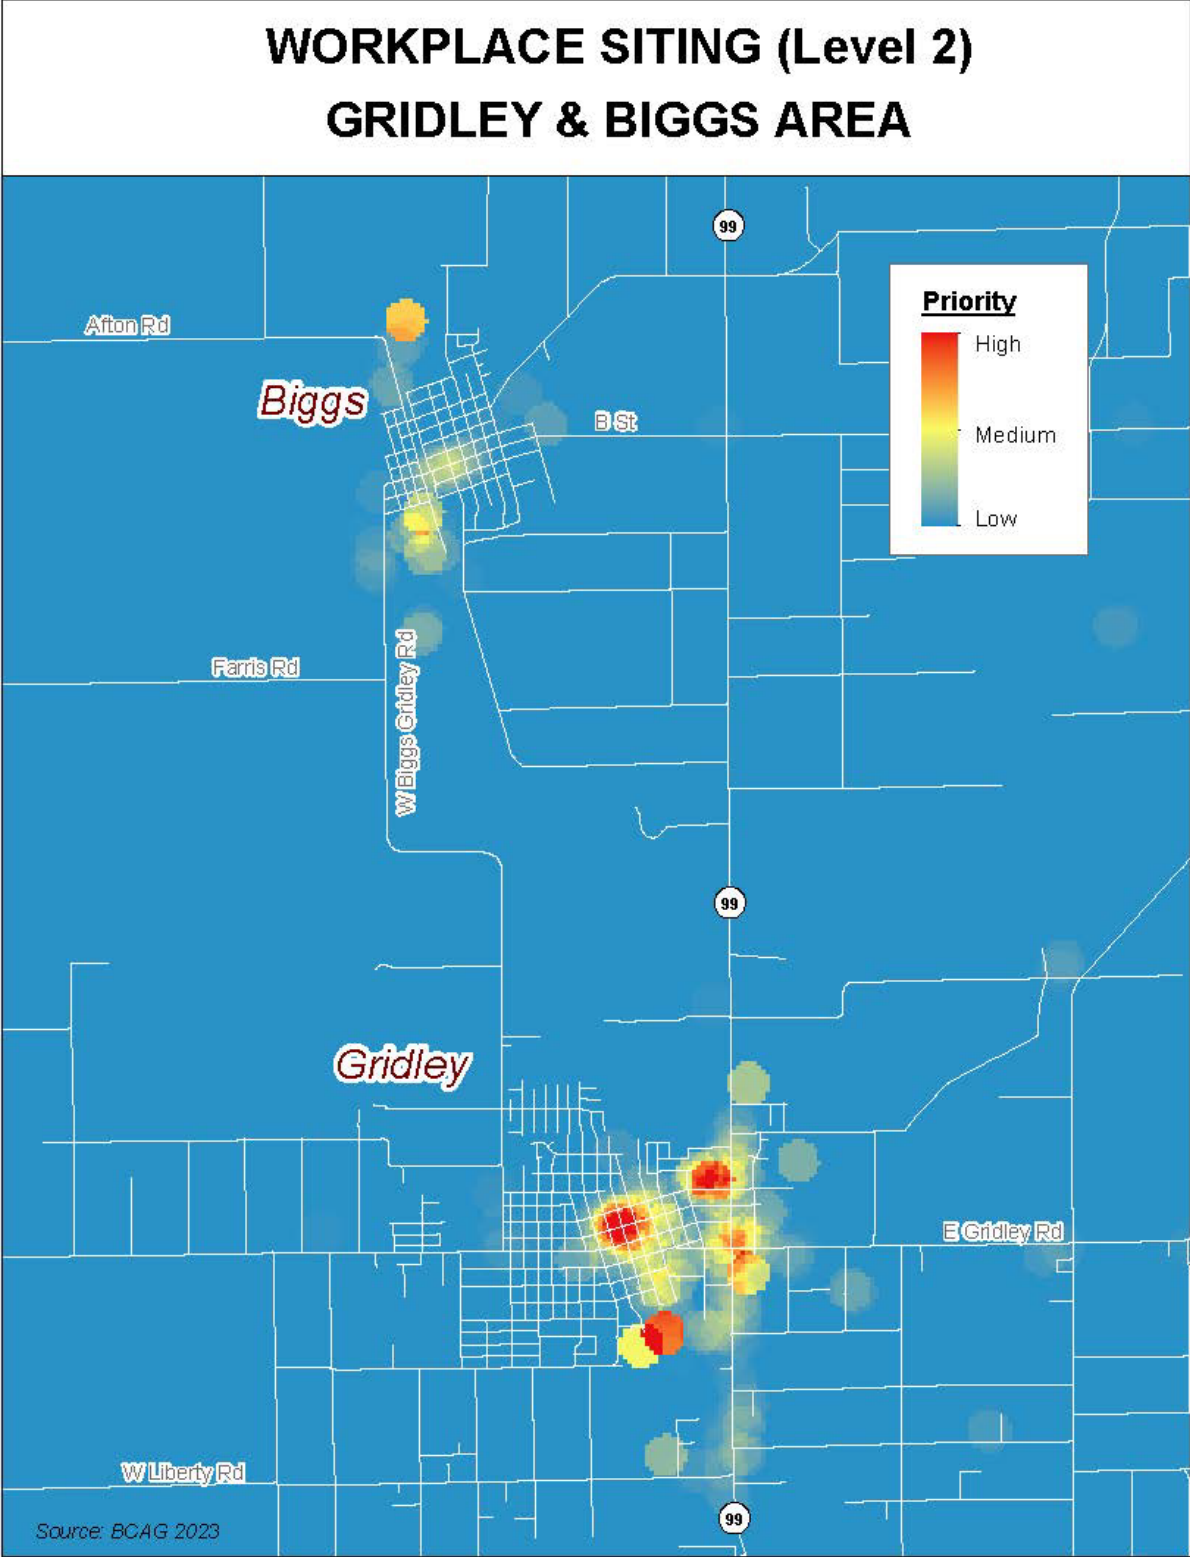 WORKPLACE SITING (Level 2)
GRIDLEY & BIGGS AREA
99
Priority
High
Medium
Low
Afton Rd
Biggs
B St
Farris Rd
W Biggs Gridley Rd
99
Gridley
E Gridley Rd
W Liberty Rd
99
Source: BCAG 2023